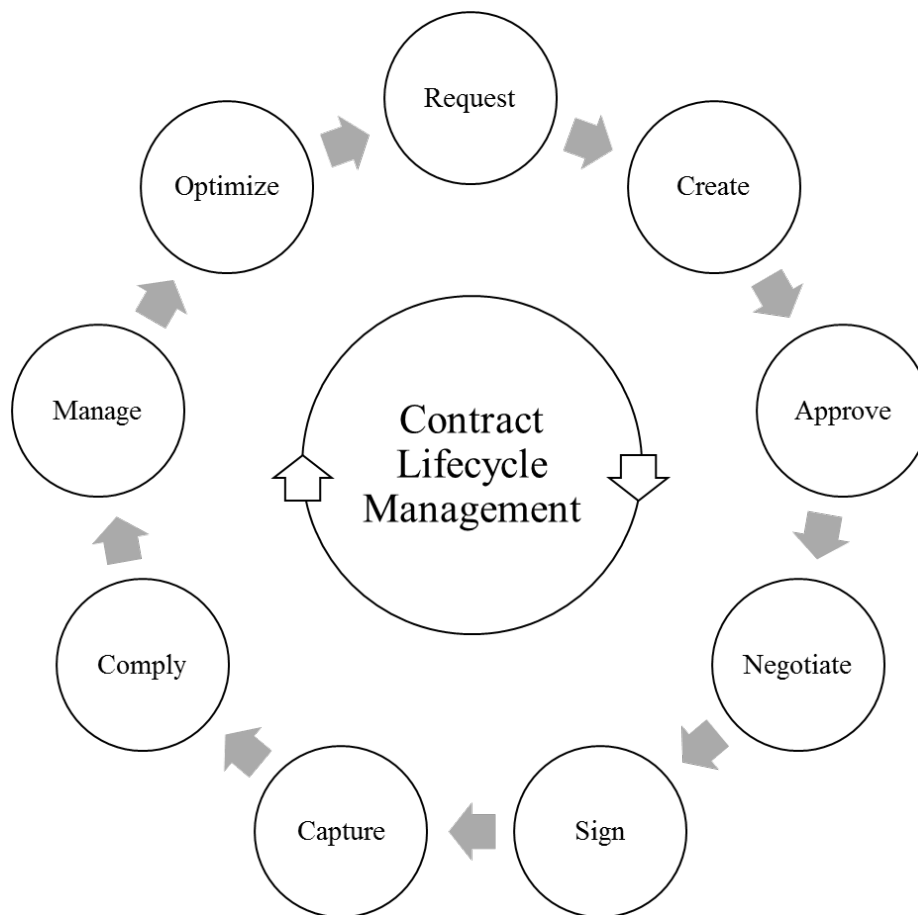 Request
Create
Approve
Negotiate
Sign
Capture
Comply
Manage
Optimize
Contract
Lifecycle
Management